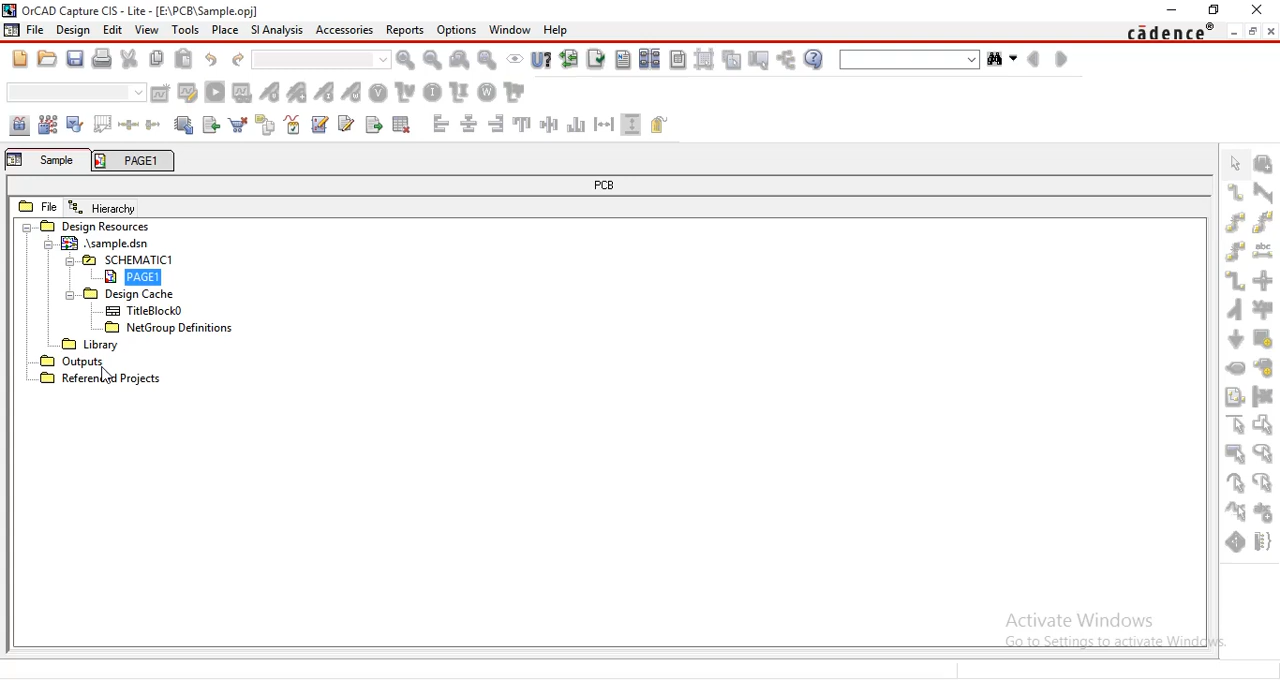 OrCAD Capture CIS - Lite - [E:\PCB\Sample.opj]
File Design Edit View Tools Place SI Analysis Accessories Reports Options Window Help
cādence®
U?
Sample PAGE1
PCB
File Hierarchy
Design Resources
.\sample.dsn
SCHEMATIC1
PAGE1
Design Cache
TitleBlock0
NetGroup Definitions
Library
Outputs
Referenced Projects
Activate Windows
Go to Settings to activate Windows.